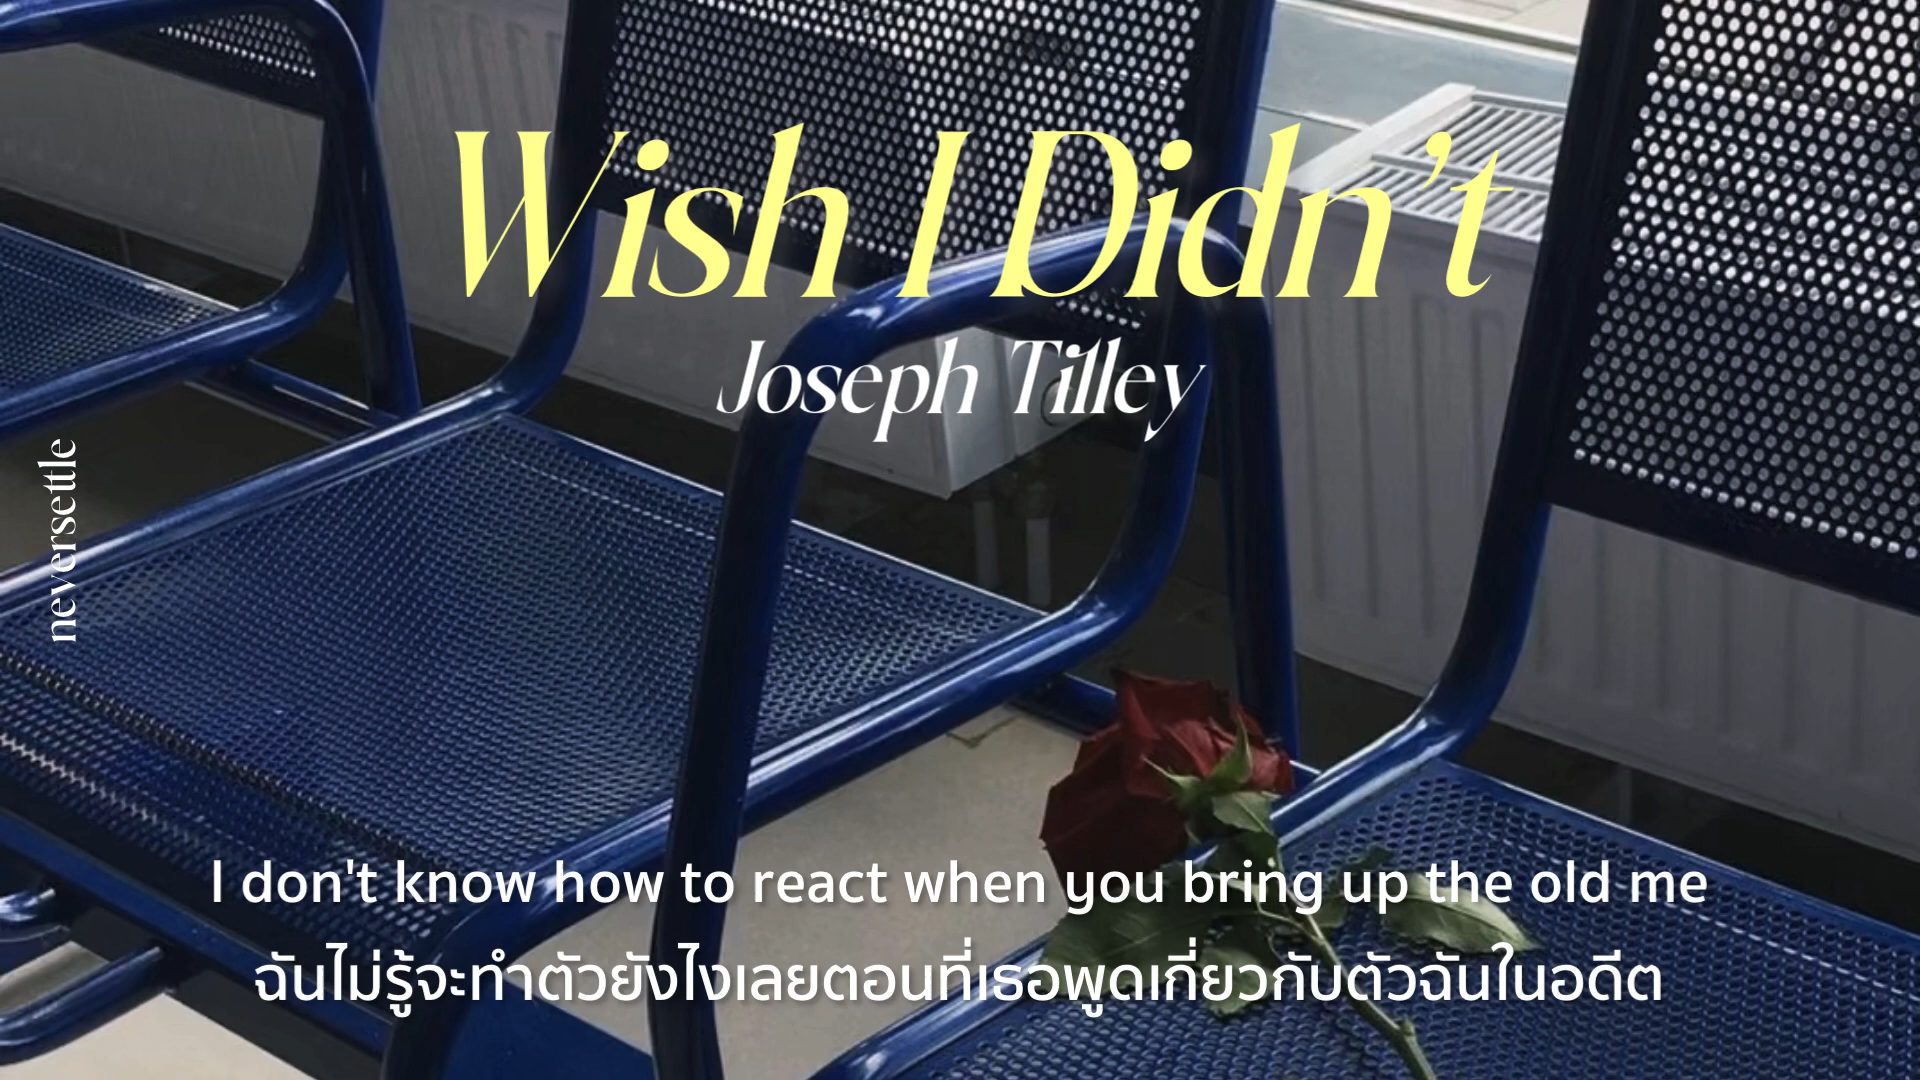 Wish I Didn't
Joseph Tilley
neversettle
I don't know how to react when you bring up the old me
ฉันไม่รู้จะทำตัวยังไงเลยตอนที่เธอพูดเกี่ยวกับตัวฉันในอดีต